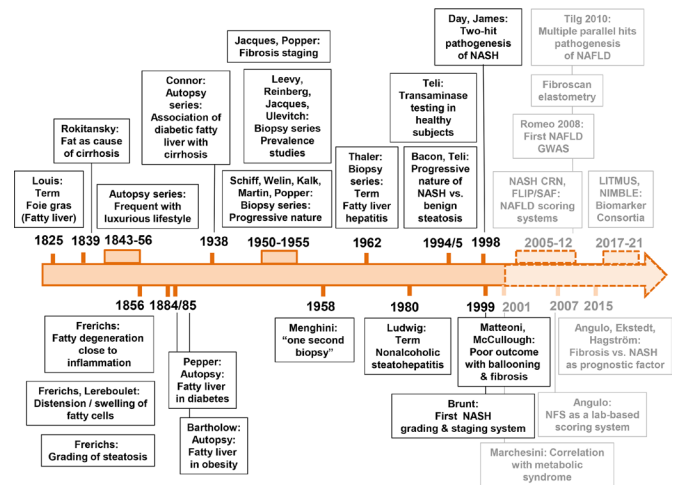 Day, James:
Two-hit
pathogenesis
of NASH
Tilg 2010:
Multiple parallel hits
pathogenesis
of NAFLD
Jacques, Popper:
Fibrosis staging
Connor:
Autopsy
series:
Association of
diabetic fatty
liver with
cirrhosis
Leevy,
Reinberg,
Jacques,
Ulevitch:
Biopsy series
Prevalence
studies
Teli:
Transaminase
testing in
healthy
subjects
Fibroscan
elastometry
Romeo 2008:
First NAFLD
GWAS
Rokitansky:
Fat as cause
of cirrhosis
Louis:
Term
Foie gras
(Fatty liver)
Autopsy series:
Frequent with
luxurious lifestyle
Schiff, Welin, Kalk,
Martin, Popper:
Biopsy series:
Progressive nature
Thaler:
Biopsy
series:
Term
Fatty liver
hepatitis
Bacon, Teli:
Progressive
nature of
NASH vs.
benign
steatosis
NASH CRN,
FLIP/SAF:
NAFLD scoring
systems
LITMUS,
NIMBLE:
Biomarker
Consortia
1825
1839
1843-56
1938
1950-1955
1962
1994/5
1998
2005-12
2017-21
1856
1884/85
1958
1980
1999
2001
2007
2015
Frerichs:
Fatty degeneration
close to
inflammation
Frerichs, Lereboulet:
Distension / swelling of
fatty cells
Frerichs:
Grading of steatosis
Pepper:
Autopsy:
Fatty liver
in diabetes
Bartholow:
Autopsy:
Fatty liver
in obesity
Menghini:
“one second
biopsy”
Ludwig:
Term
Nonalcoholic
steatohepatitis
Matteoni,
McCullough:
Poor outcome
with ballooning
& fibrosis
Brunt:
First NASH
grading & staging system
Marchesini: Correlation
with metabolic
syndrome
Angulo, Ekstedt,
Hagström:
Fibrosis vs. NASH
as prognostic factor
Angulo:
NFS as a lab-based
scoring system